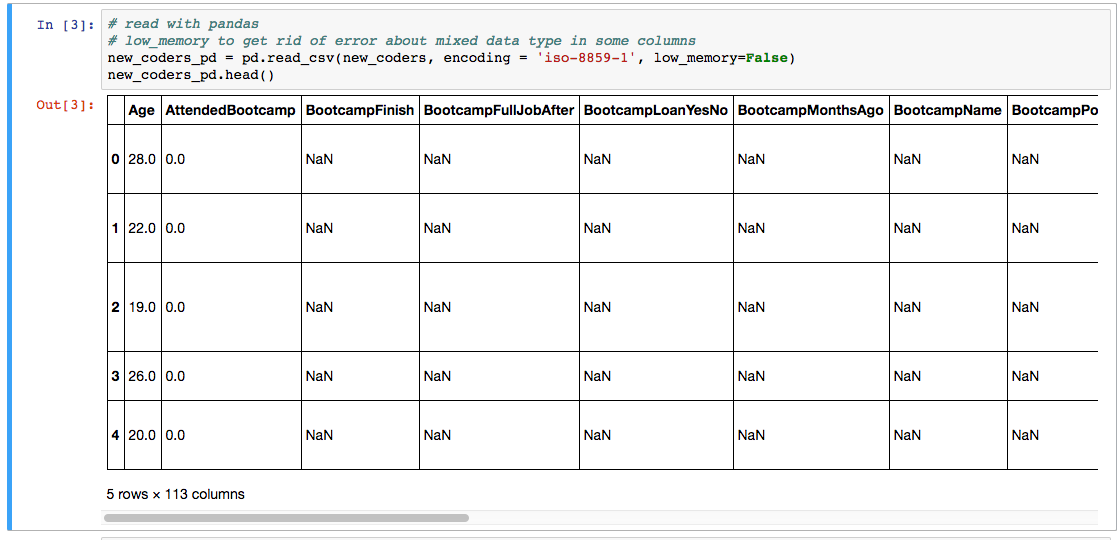 In [3]: # read with pandas
# low_memory to get rid of error about mixed data type in some columns
new_coders_pd = pd.read_csv(new_coders, encoding = 'iso-8859-1', low_memory=False)
new_coders_pd.head()
Out[3]:
Age AttendedBootcamp BootcampFinish BootcampFullJobAfter BootcampLoanYesNo BootcampMonthsAgo BootcampName BootcampPo
0 28.0 0.0 NaN NaN NaN NaN NaN NaN
1 22.0 0.0 NaN NaN NaN NaN NaN NaN
2 19.0 0.0 NaN NaN NaN NaN NaN NaN
3 26.0 0.0 NaN NaN NaN NaN NaN NaN
4 20.0 0.0 NaN NaN NaN NaN NaN NaN
5 rows × 113 columns